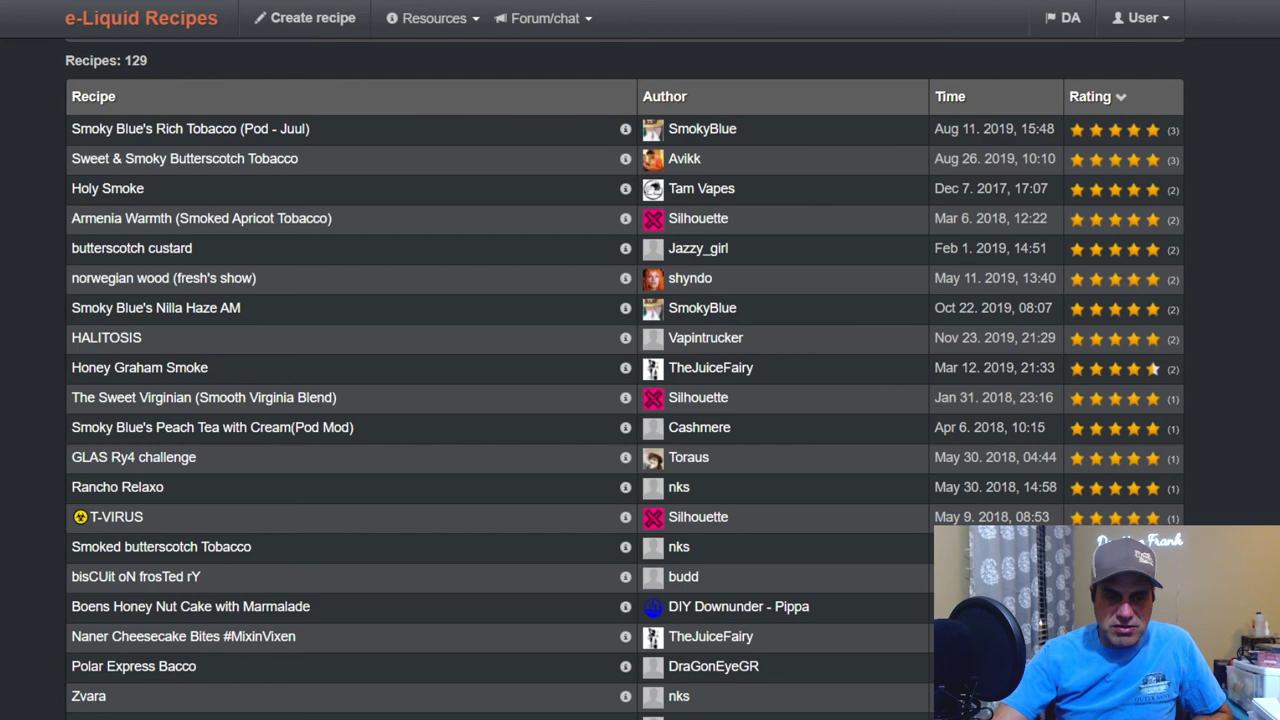 e-Liquid Recipes Create recipe Resources Forum/chat DA User
Recipes: 129
Recipe Author Time Rating
Smoky Blue's Rich Tobacco (Pod - Juul) SmokyBlue Aug 11. 2019, 15:48 (3)
Sweet & Smoky Butterscotch Tobacco Avikk Aug 26. 2019, 10:10 (3)
Holy Smoke Tam Vapes Dec 7. 2017, 17:07 (2)
Armenia Warmth (Smoked Apricot Tobacco) Silhouette Mar 6. 2018, 12:22 (2)
butterscotch custard Jazzy_girl Feb 1. 2019, 14:51 (2)
norwegian wood (fresh's show) shyndo May 11. 2019, 13:40 (2)
Smoky Blue's Nilla Haze AM SmokyBlue Oct 22. 2019, 08:07 (2)
HALITOSIS Vapintrucker Nov 23. 2019, 21:29 (2)
Honey Graham Smoke TheJuiceFairy Mar 12. 2019, 21:33 (2)
The Sweet Virginian (Smooth Virginia Blend) Silhouette Jan 31. 2018, 23:16 (1)
Smoky Blue's Peach Tea with Cream(Pod Mod) Cashmere Apr 6. 2018, 10:15 (1)
GLAS Ry4 challenge Toraus May 30. 2018, 04:44 (1)
Rancho Relaxo nks May 30. 2018, 14:58 (1)
T-VIRUS Silhouette May 9. 2018, 08:53 (1)
Smoked butterscotch Tobacco nks
bisCUit oN frosTed rY budd
Boens Honey Nut Cake with Marmalade DIY Downunder - Pippa
Naner Cheesecake Bites #MixinVixen TheJuiceFairy
Polar Express Bacco DraGonEyeGR
Zvara nks
Frank